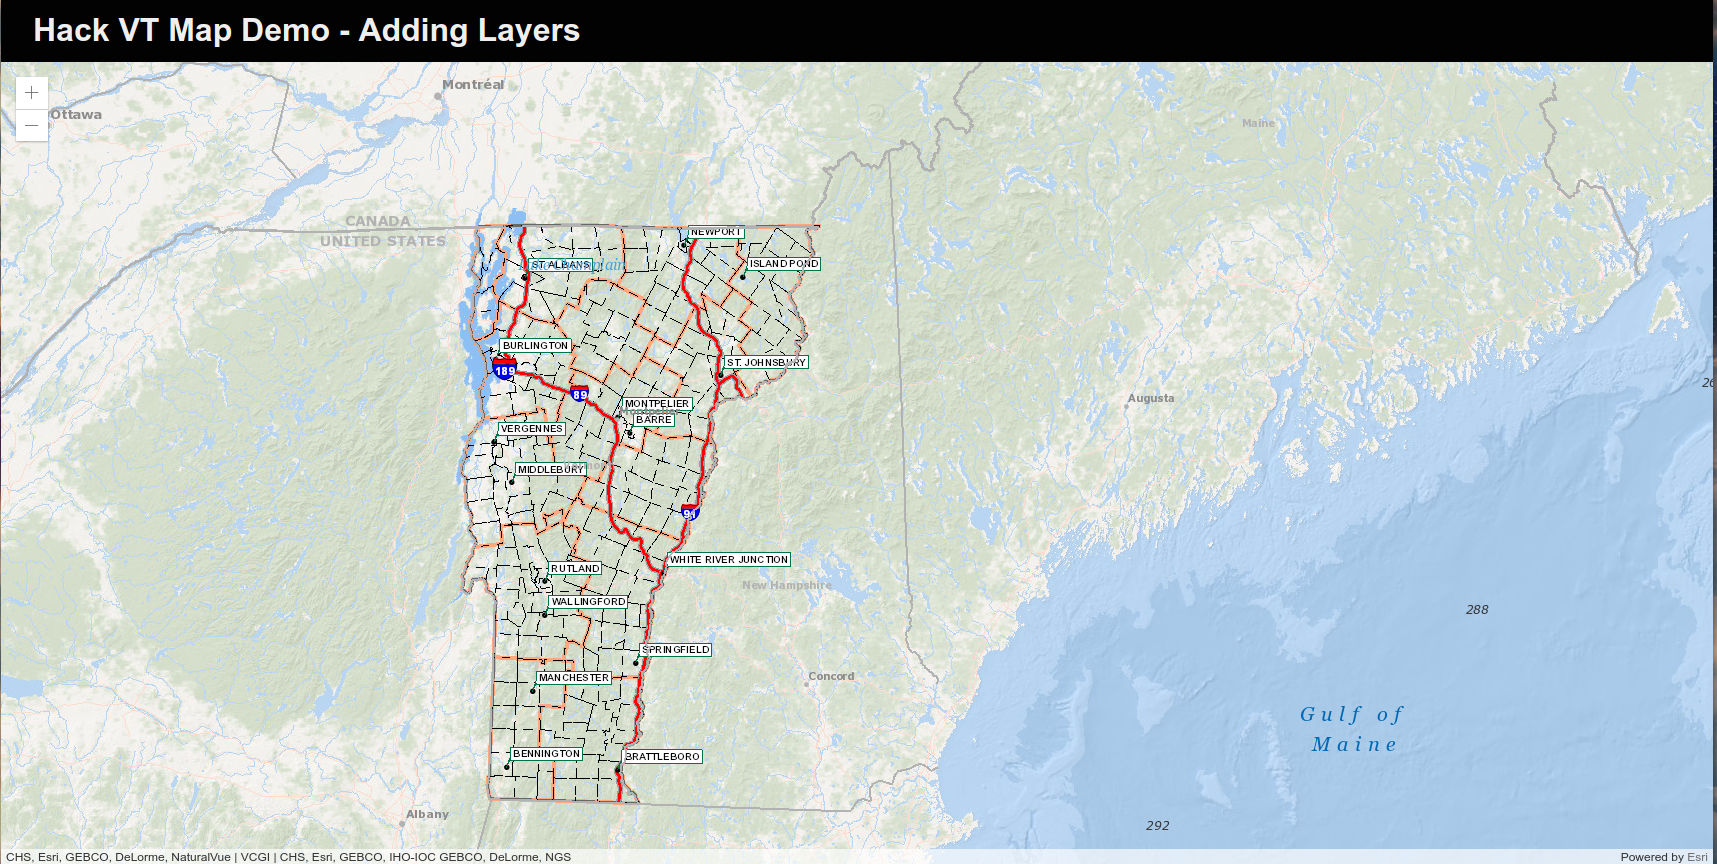 Hack VT Map Demo - Adding Layers
+
−
Montréal
Ottawa
Maine
CANADA
UNITED STATES
NEWPORT
ST. ALBANS
ISLAND POND
BURLINGTON
189
ST. JOHNSBURY
89
MONTPELIER
Montpelier
BARRE
Augusta
VERGENNES
MIDDLEBURY
91
WHITE RIVER JUNCTION
RUTLAND
New Hampshire
WALLINGFORD
288
SPRINGFIELD
MANCHESTER
Concord
Gulf of
Maine
BENNINGTON
BRATTLEBORO
Albany
292
CHS, Esri, GEBCO, DeLorme, NaturalVue | VCGI | CHS, Esri, GEBCO, IHO-IOC GEBCO, DeLorme, NGS
Powered by Esri